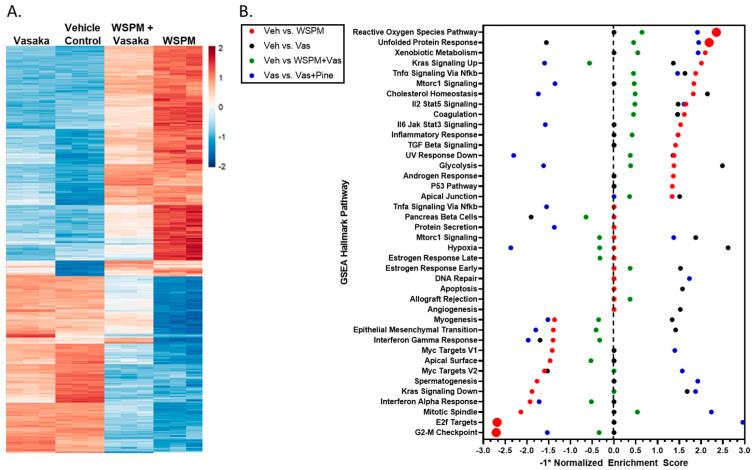 A.
Vasaka
Vehicle
Control
WSPM +
Vasaka
WSPM
2
1
0
-1
-2
B.
Veh vs. WSPM
Veh vs. Vas
Veh vs WSPM+Vas
Vas vs. Vas+Pine
GSEA Hallmark Pathway
Reactive Oxygen Species Pathway
Unfolded Protein Response
Xenobiotic Metabolism
Kras Signaling Up
Tnfa Signaling Via Nfkb
Mtorc1 Signaling
Cholesterol Homeostasis
Il2 Stat5 Signaling
Coagulation
Il6 Jak Stat3 Signaling
Inflammatory Response
TGF Beta Signaling
UV Response Down
Glycolysis
Androgen Response
P53 Pathway
Apical Junction
Tnfa Signaling Via Nfkb
Pancreas Beta Cells
Protein Secretion
Mtorc1 Signaling
Hypoxia
Estrogen Response Late
Estrogen Response Early
DNA Repair
Apoptosis
Allograft Rejection
Angiogenesis
Myogenesis
Epithelial Mesenchymal Transition
Interferon Gamma Response
Myc Targets V1
Apical Surface
Myc Targets V2
Spermatogenesis
Kras Signaling Down
Interferon Alpha Response
Mitotic Spindle
E2f Targets
G2-M Checkpoint
-3.0 -2.5 -2.0 -1.5 -1.0 -0.5 0.0 0.5 1.0 1.5 2.0 2.5 3.0
-1* Normalized Enrichment Score